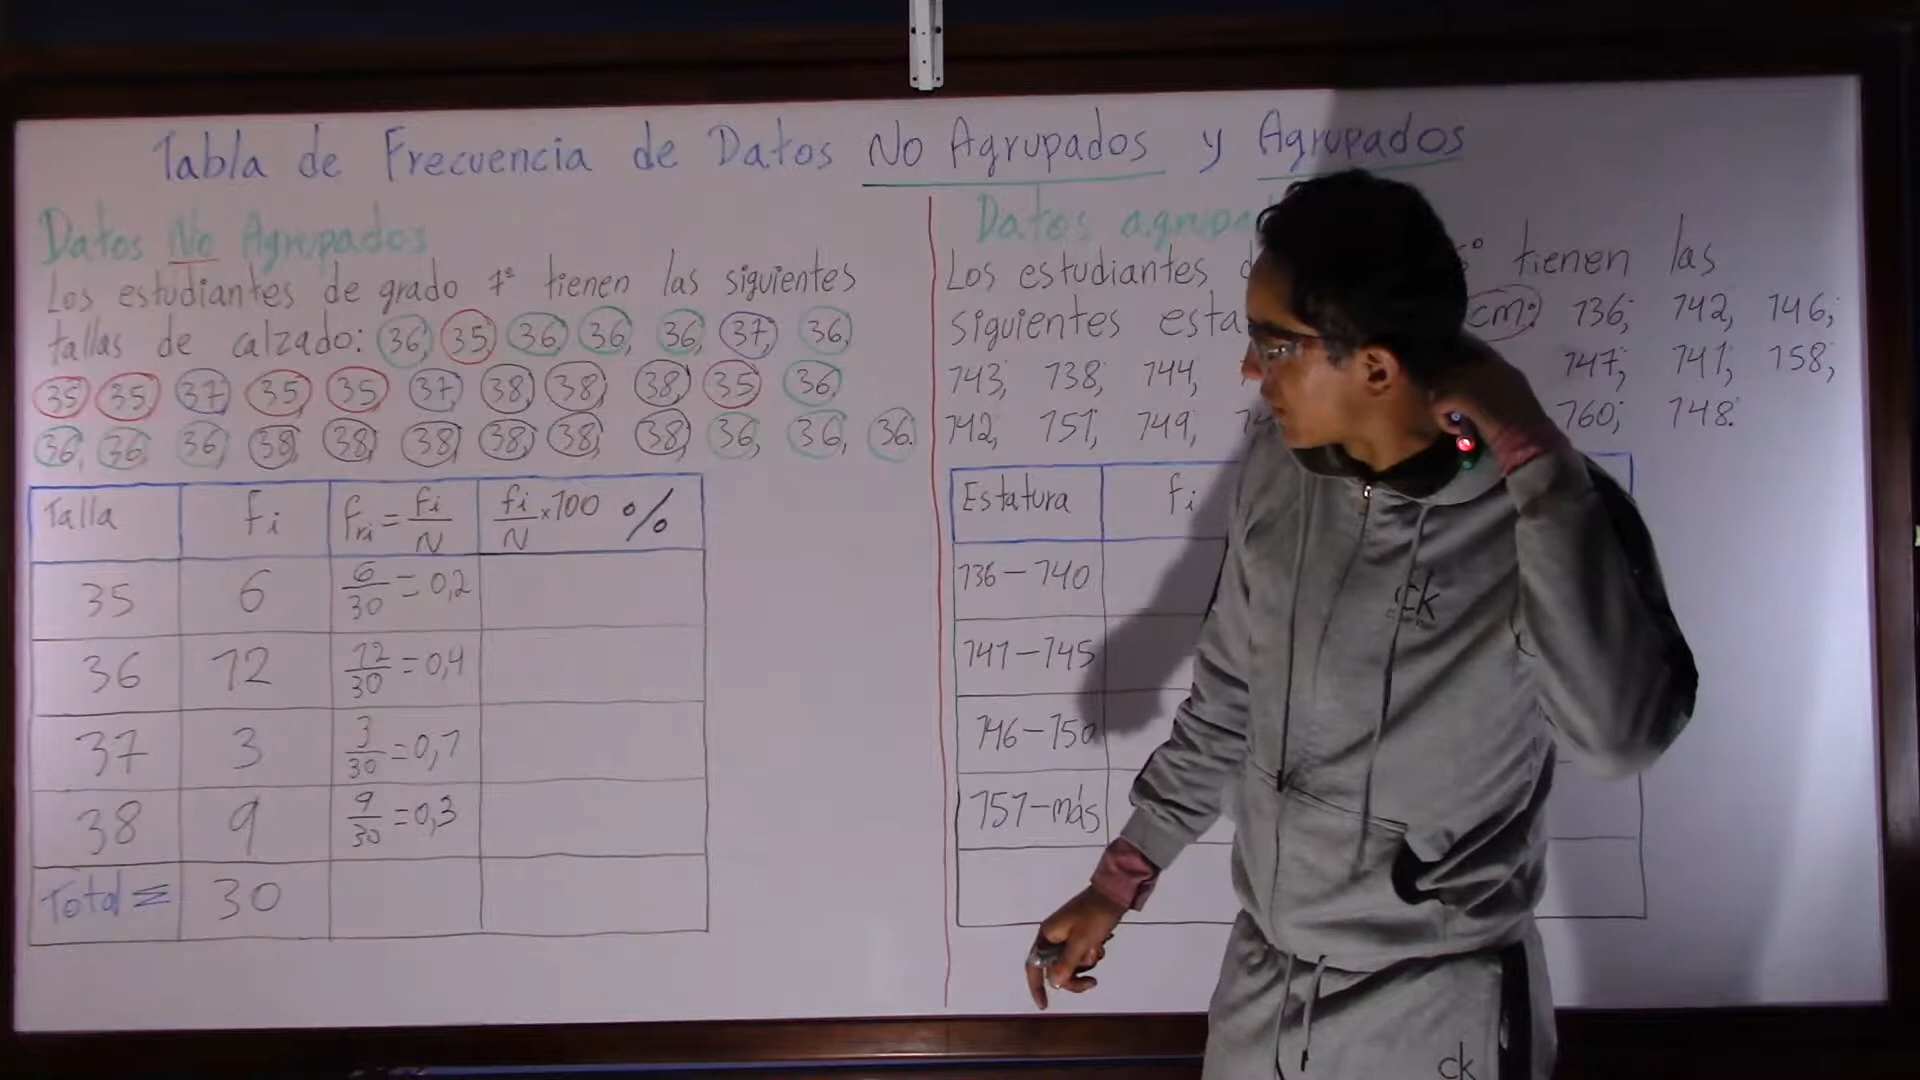 Tabla de Frecuencia de Datos No Agrupados y Agrupados
Datos No Agrupados
Los estudiantes de grado 7° tienen las siguientes
tallas de calzado: 36, 35, 36, 36, 36, 37, 36,
35, 35, 37, 35, 35, 37, 38, 38, 38, 35, 36,
36, 36, 36, 38, 38, 38, 38, 38, 38, 36, 36, 36.
Talla fi fri = fi/N fi/N x100 %
35 6 6/30 = 0,2
36 12 12/30 = 0,4
37 3 3/30 = 0,1
38 9 9/30 = 0,3
Total Σ 30
Datos
Los estudiantes tienen las
siguientes cm: 136; 142; 146;
143; 138; 144; 147; 141; 158;
142; 151; 149; 160; 148.
Estatura fi
136 – 140
141 – 145
146 – 150
151 – más
ck
ck